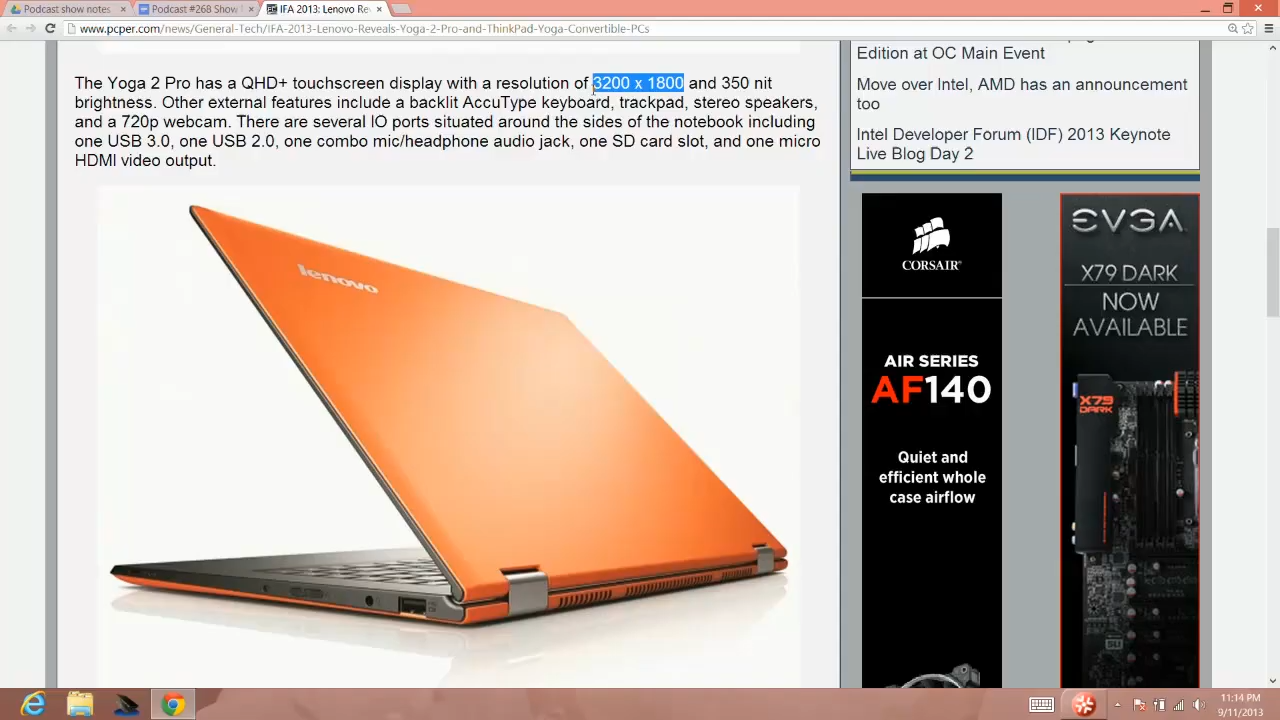 Podcast show notes
Podcast #268 Show
IFA 2013: Lenovo Re
www.pcper.com/news/General-Tech/IFA-2013-Lenovo-Reveals-Yoga-2-Pro-and-ThinkPad-Yoga-Convertible-PCs
The Yoga 2 Pro has a QHD+ touchscreen display with a resolution of 3200 x 1800 and 350 nit
brightness. Other external features include a backlit AccuType keyboard, trackpad, stereo speakers,
and a 720p webcam. There are several IO ports situated around the sides of the notebook including
one USB 3.0, one USB 2.0, one combo mic/headphone audio jack, one SD card slot, and one micro
HDMI video output.
lenovo
Edition at OC Main Event
Move over Intel, AMD has an announcement
too
Intel Developer Forum (IDF) 2013 Keynote
Live Blog Day 2
CORSAIR
AIR SERIES
AF140
Quiet and
efficient whole
case airflow
EVGA
X79 DARK
NOW
AVAILABLE
X79
DARK
11:14 PM
9/11/2013